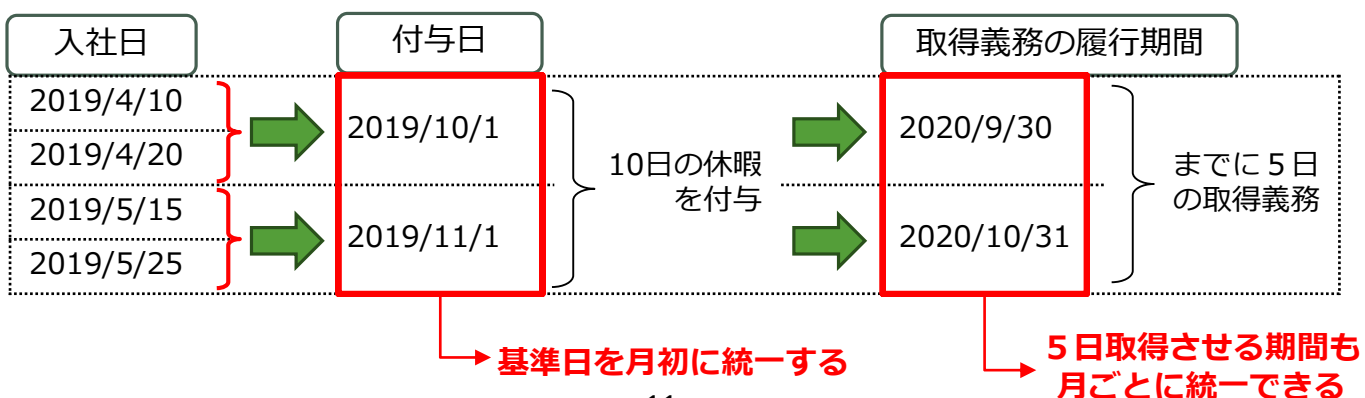 入社日
付与日
取得義務の履行期間
2019/4/10
2019/4/20
2019/5/15
2019/5/25
2019/10/1
2019/11/1
10日の休暇
を付与
2020/9/30
2020/10/31
までに５日
の取得義務
基準日を月初に統一する
５日取得させる期間も
月ごとに統一できる